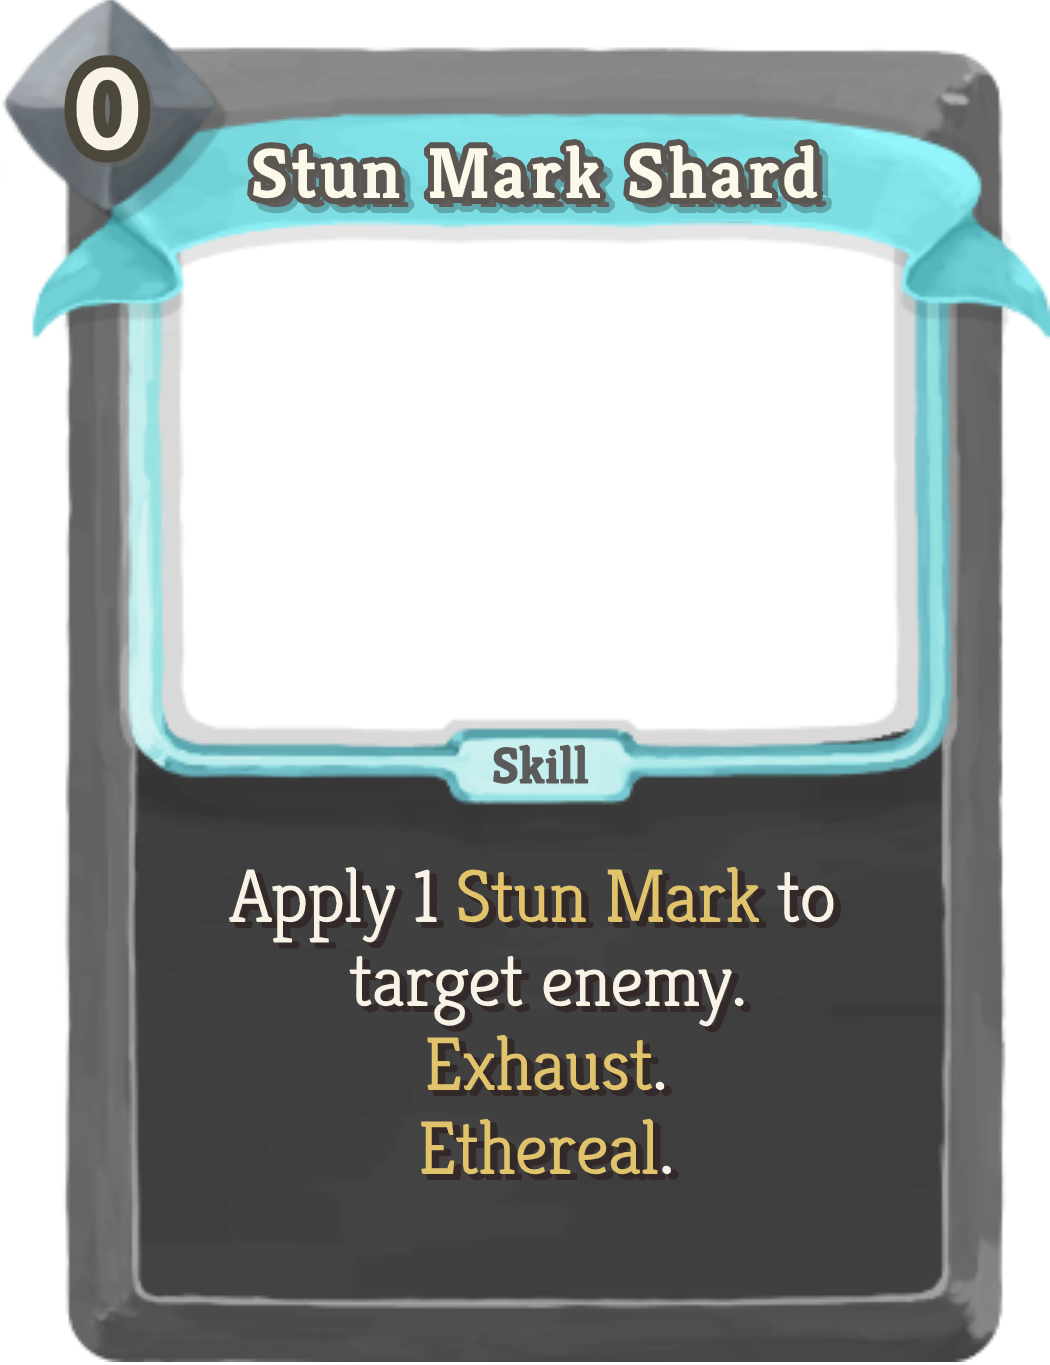 0
Stun Mark Shard
Skill
Apply 1 Stun Mark to
target enemy.
Exhaust.
Ethereal.